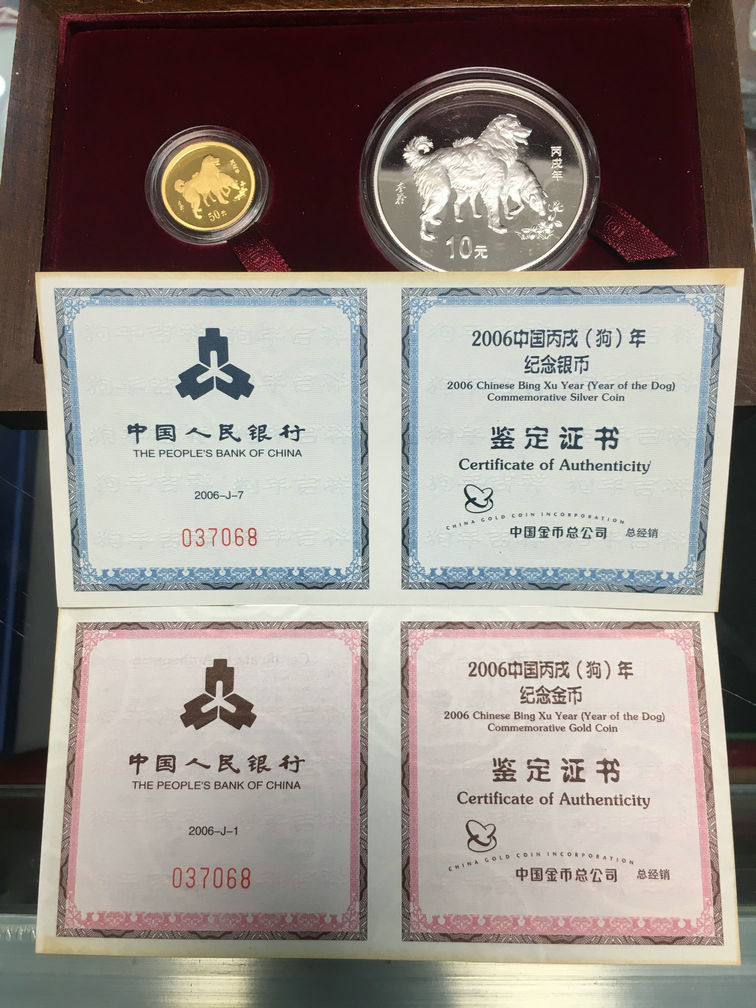 50元
丙戌年
10元
中国人民银行
THE PEOPLE'S BANK OF CHINA
2006-J-7
037068
2006中国丙戌（狗）年
纪念银币
2006 Chinese Bing Xu Year (Year of the Dog)
Commemorative Silver Coin
鉴定证书
Certificate of Authenticity
CHINA GOLD COIN INCORPORATION
中国金币总公司 总经销
中国人民银行
THE PEOPLE'S BANK OF CHINA
2006-J-1
037068
2006中国丙戌（狗）年
纪念金币
2006 Chinese Bing Xu Year (Year of the Dog)
Commemorative Gold Coin
鉴定证书
Certificate of Authenticity
CHINA GOLD COIN INCORPORATION
中国金币总公司 总经销